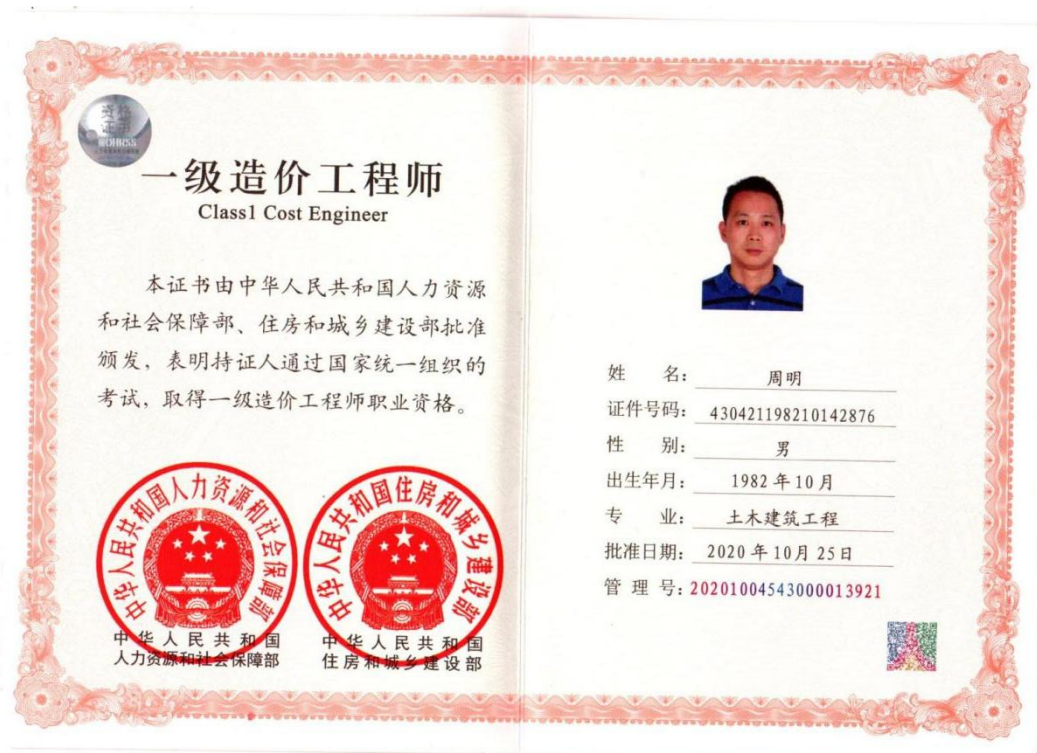 资格
证书
MOHRSS
一级造价工程师
Class1 Cost Engineer
本证书由中华人民共和国人力资源
和社会保障部、住房和城乡建设部批准
颁发，表明持证人通过国家统一组织的
考试，取得一级造价工程师职业资格。
中华人民共和国人力资源和社会保障部
中华人民共和国
人力资源和社会保障部
中华人民共和国住房和城乡建设部
中华人民共和国
住房和城乡建设部
姓 名： 周明
证件号码： 430421198210142876
性 别： 男
出生年月： 1982年10月
专 业： 土木建筑工程
批准日期： 2020年10月25日
管 理 号: 20201004543000013921